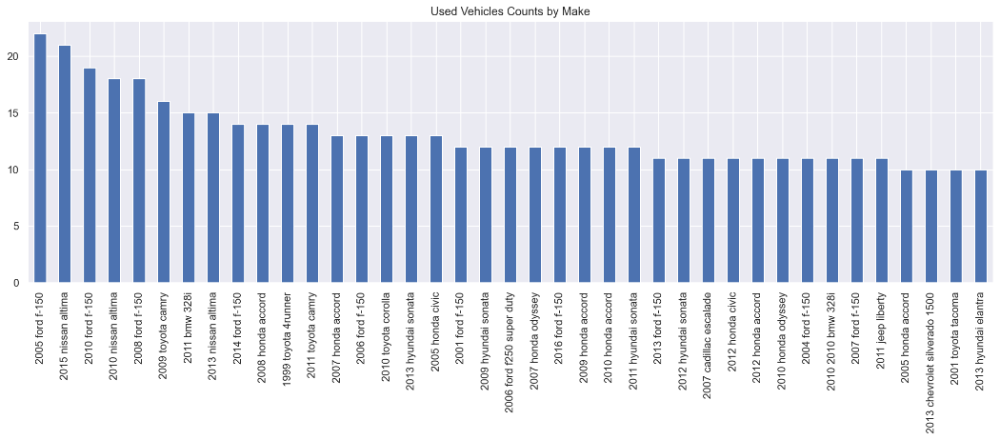 Used Vehicles Counts by Make
20
15
10
5
0
2005 ford f-150
2015 nissan altima
2010 ford f-150
2010 nissan altima
2008 ford f-150
2009 toyota camry
2011 bmw 328i
2013 nissan altima
2014 ford f-150
2008 honda accord
1999 toyota 4runner
2011 toyota camry
2007 honda accord
2006 ford f-150
2010 toyota corolla
2013 hyundai sonata
2005 honda civic
2001 ford f-150
2009 hyundai sonata
2006 ford f250 super duty
2007 honda odyssey
2016 ford f-150
2009 honda accord
2010 honda accord
2011 hyundai sonata
2013 ford f-150
2012 hyundai sonata
2007 cadillac escalade
2012 honda civic
2012 honda accord
2010 honda odyssey
2004 ford f-150
2010 2010 bmw 328i
2007 ford f-150
2011 jeep liberty
2005 honda accord
2013 chevrolet silverado 1500
2001 toyota tacoma
2013 hyundai elantra